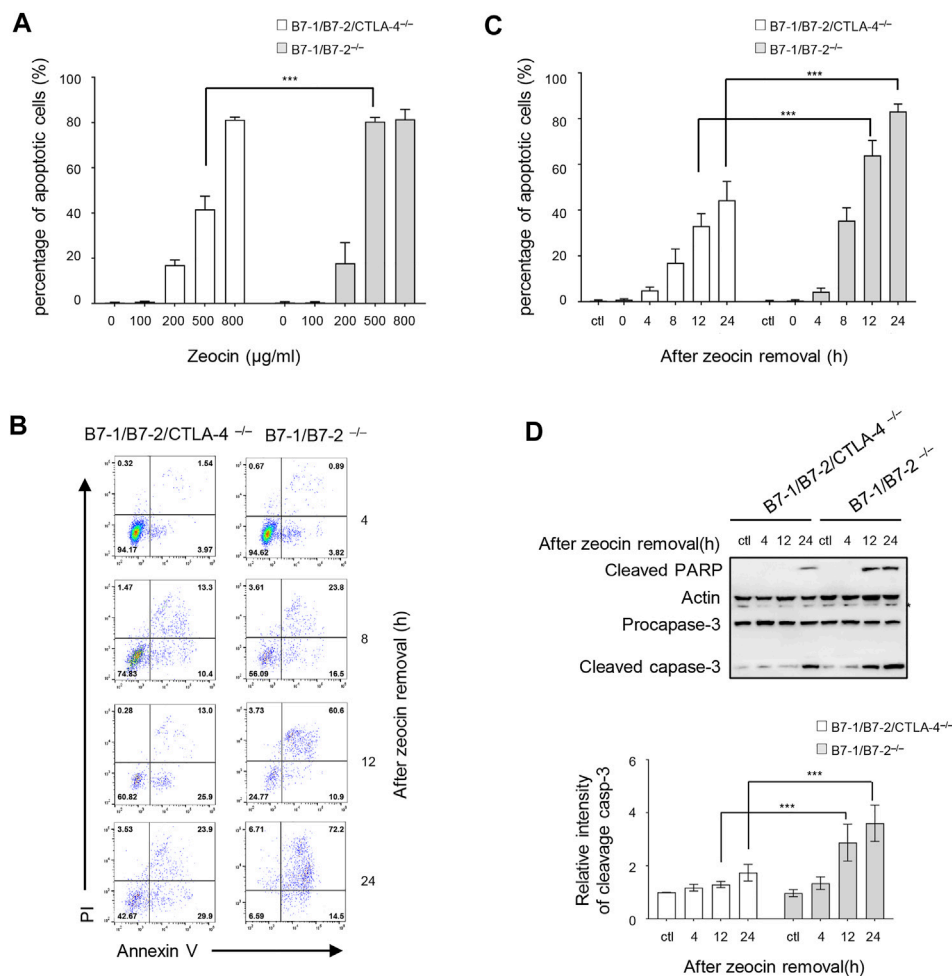 A
B7-1/B7-2/CTLA-4⁻/⁻
B7-1/B7-2⁻/⁻
percentage of apoptotic cells (%)
100
80
60
40
20
0
***
0 100 200 500 800 0 100 200 500 800
Zeocin (µg/ml)
C
B7-1/B7-2/CTLA-4⁻/⁻
B7-1/B7-2⁻/⁻
percentage of apoptotic cells (%)
100
80
60
40
20
0
***
***
ctl 0 4 8 12 24 ctl 0 4 8 12 24
After zeocin removal (h)
B
B7-1/B7-2/CTLA-4 ⁻/⁻ B7-1/B7-2 ⁻/⁻
0.32 1.54 0.67 0.89
94.17 3.97 94.62 3.82
4
1.47 13.3 3.61 23.8
74.83 10.4 56.09 16.5
8
0.28 13.0 3.73 60.6
60.82 25.9 24.77 10.9
12
3.53 23.9 6.71 72.2
42.67 29.9 6.59 14.5
24
After zeocin removal (h)
PI
Annexin V
D
B7-1/B7-2/CTLA-4 ⁻/⁻
B7-1/B7-2 ⁻/⁻
After zeocin removal(h) ctl 4 12 24 ctl 4 12 24
Cleaved PARP
Actin
*
Procapase-3
Cleaved capase-3
B7-1/B7-2/CTLA-4⁻/⁻
B7-1/B7-2⁻/⁻
Relative intensity
of cleavage casp-3
6
4
2
0
***
***
ctl 4 12 24 ctl 4 12 24
After zeocin removal(h)